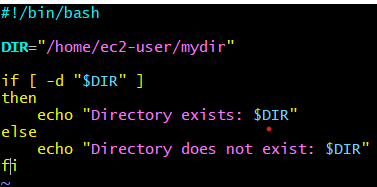 #!/bin/bash
DIR="/home/ec2-user/mydir"
if [ -d "$DIR" ]
then
    echo "Directory exists: $DIR"
else
    echo "Directory does not exist: $DIR"
fi
~